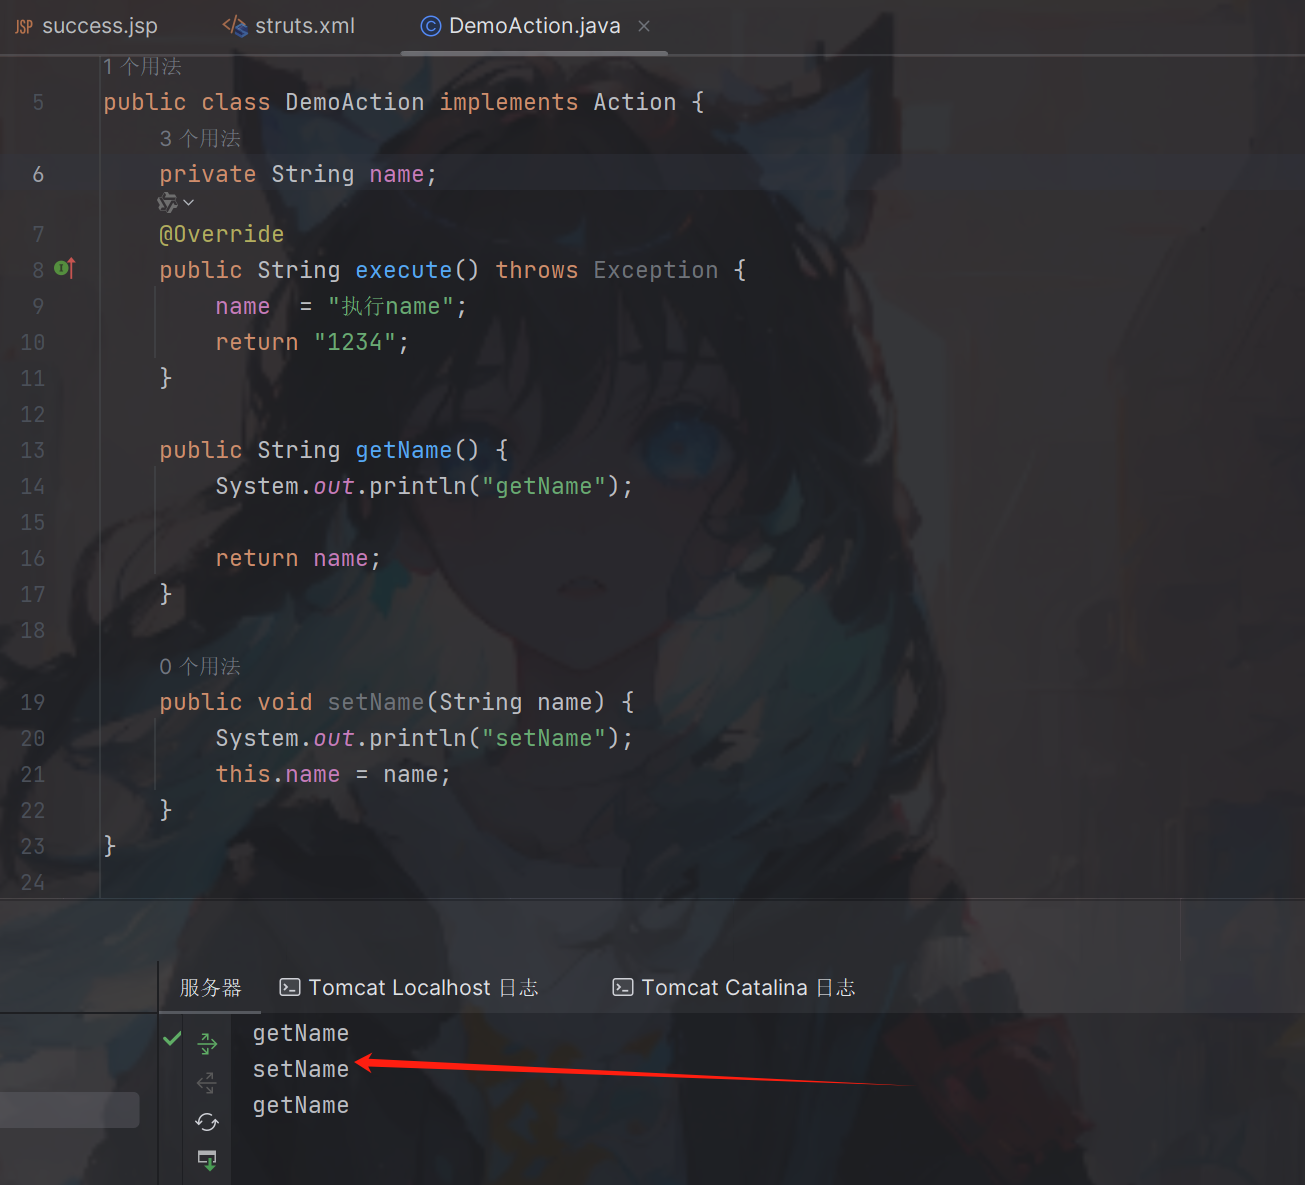 JSP success.jsp </> struts.xml © DemoAction.java ×
1 个用法
5 public class DemoAction implements Action {
3 个用法
6 private String name;
7 @Override
8 public String execute() throws Exception {
9 name  = "执行name";
10 return "1234";
11 }
12
13 public String getName() {
14 System.out.println("getName");
15
16 return name;
17 }
18
0 个用法
19 public void setName(String name) {
20 System.out.println("setName");
21 this.name = name;
22 }
23 }
24
服务器 Tomcat Localhost 日志 Tomcat Catalina 日志
getName
setName
getName